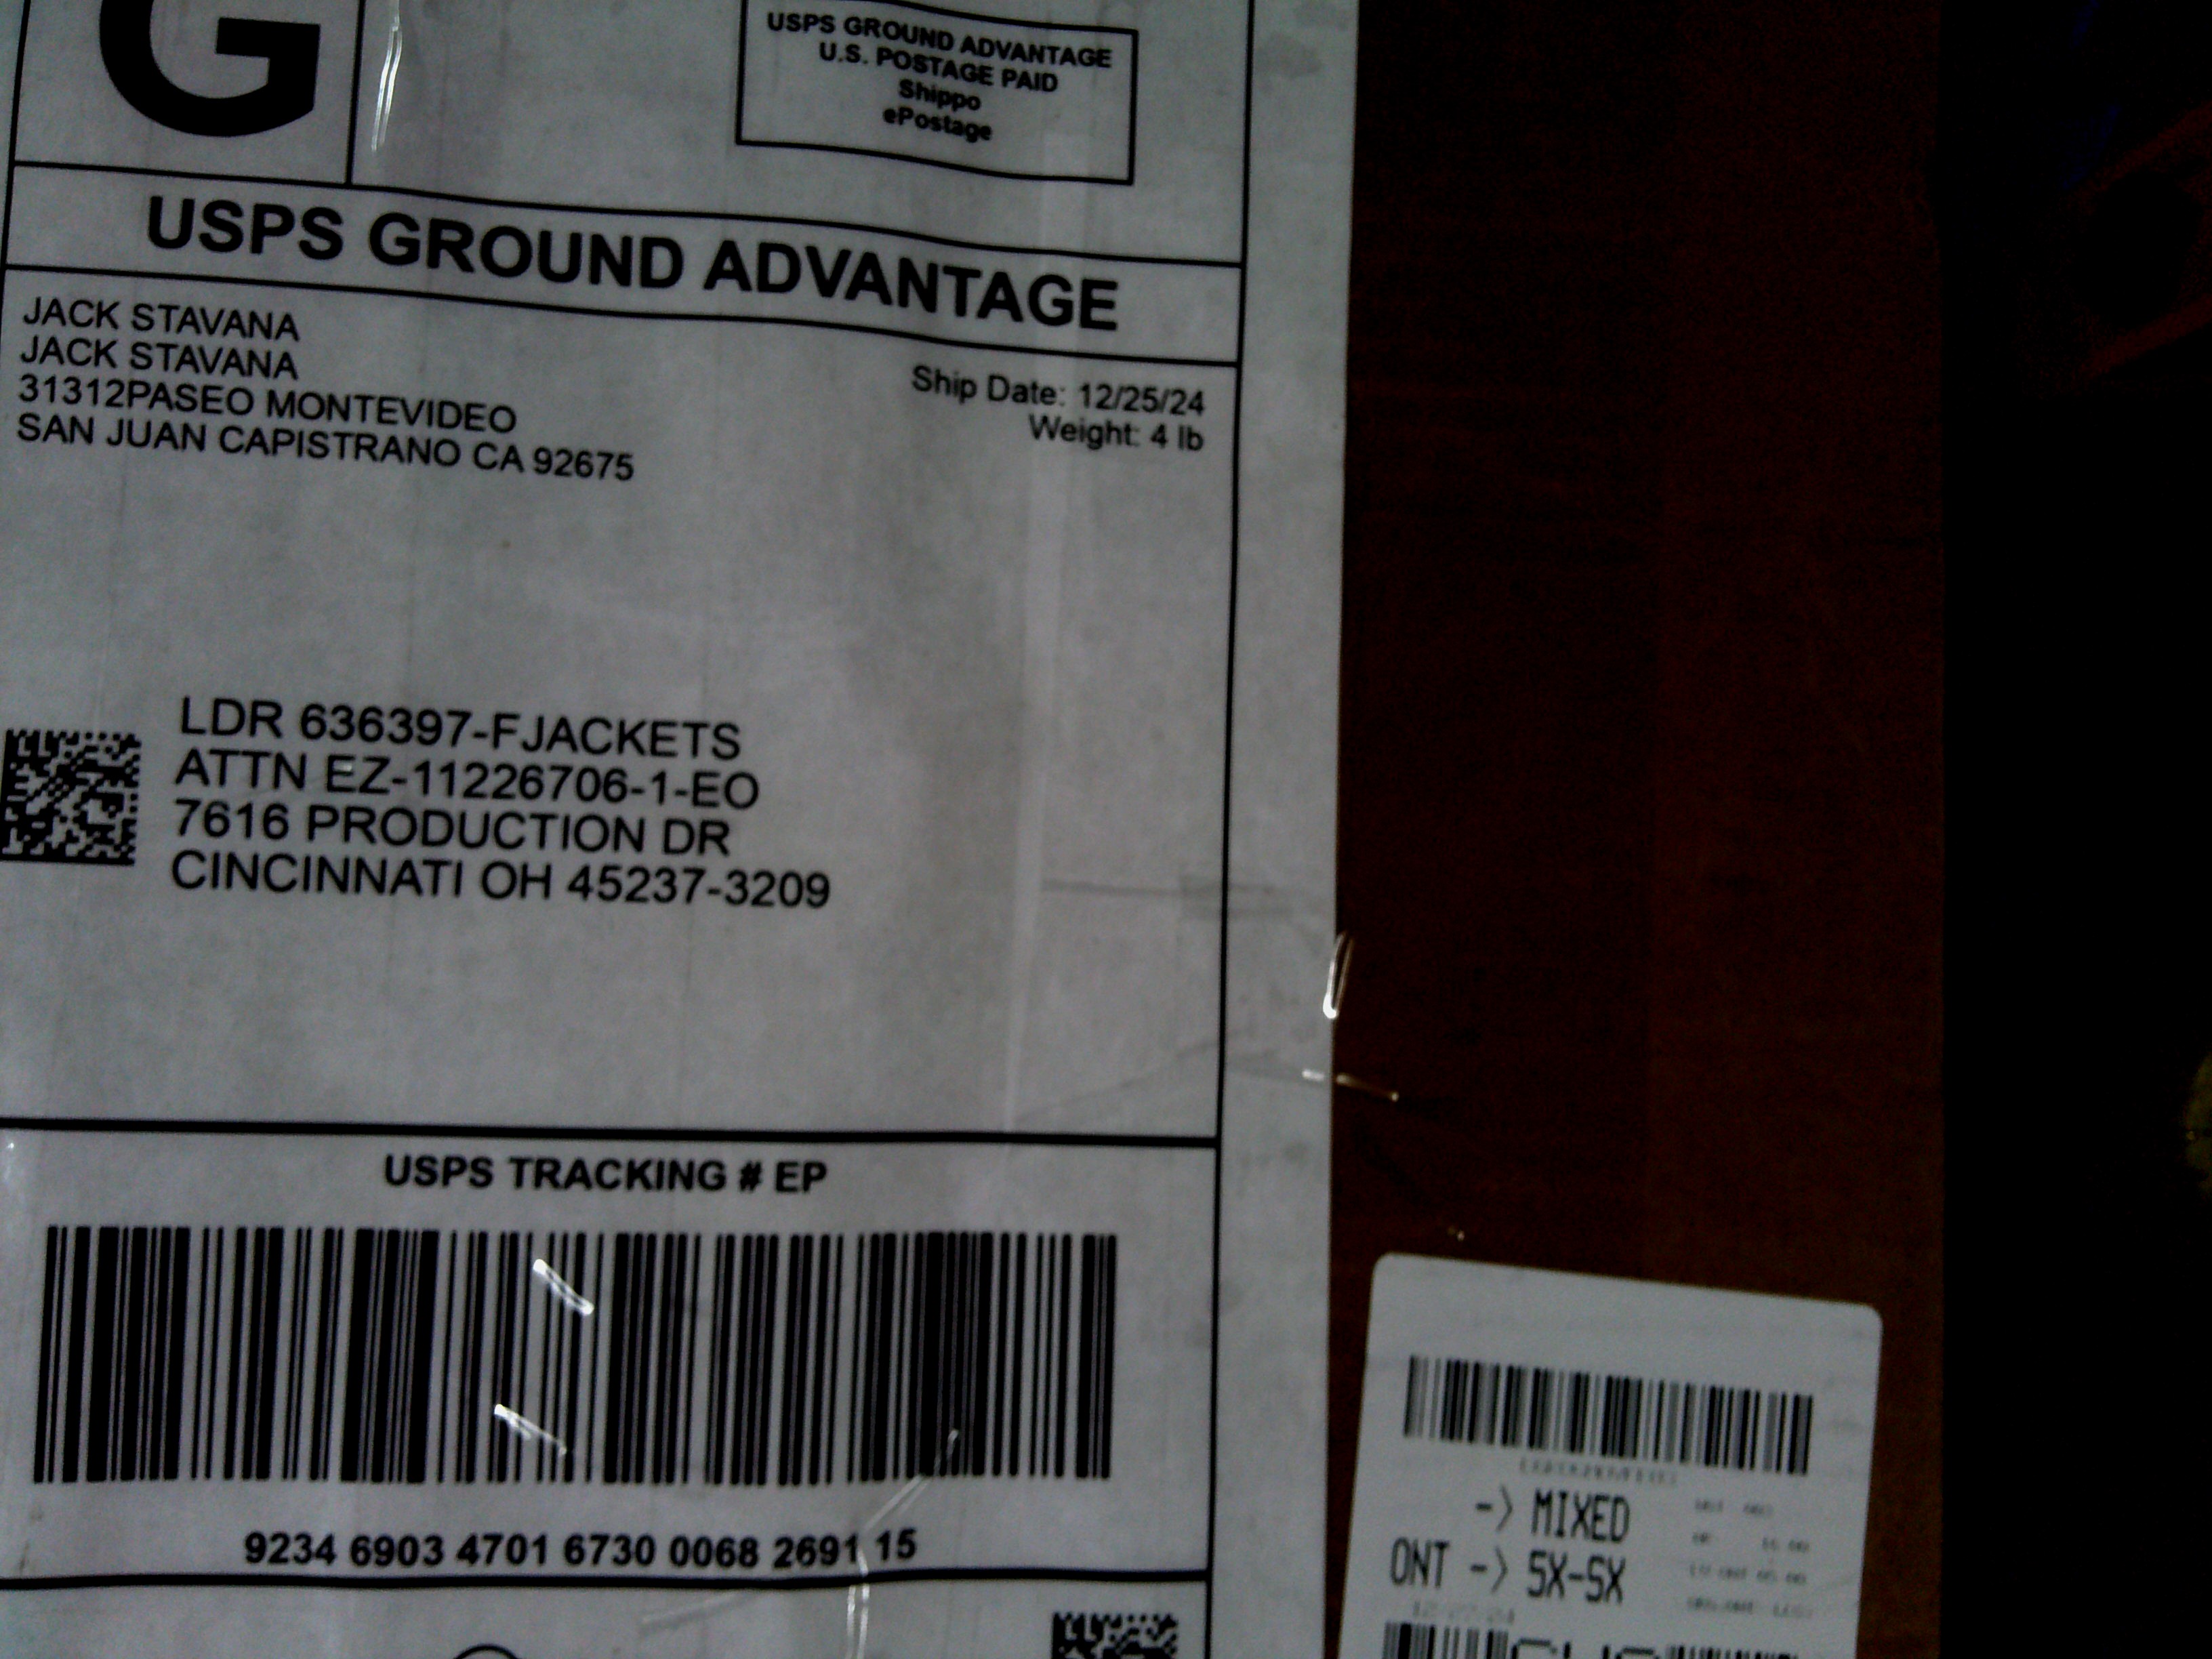 G
USPS GROUND ADVANTAGE
U.S. POSTAGE PAID
Shippo
ePostage
USPS GROUND ADVANTAGE
JACK STAVANA
JACK STAVANA
31312PASEO MONTEVIDEO
SAN JUAN CAPISTRANO CA 92675
Ship Date: 12/25/24
Weight: 4 lb
LDR 636397-FJACKETS
ATTN EZ-11226706-1-EO
7616 PRODUCTION DR
CINCINNATI OH 45237-3209
USPS TRACKING # EP
9234 6903 4701 6730 0068 2691 15
-> MIXED
ONT -> 5X-5X
12/27/24